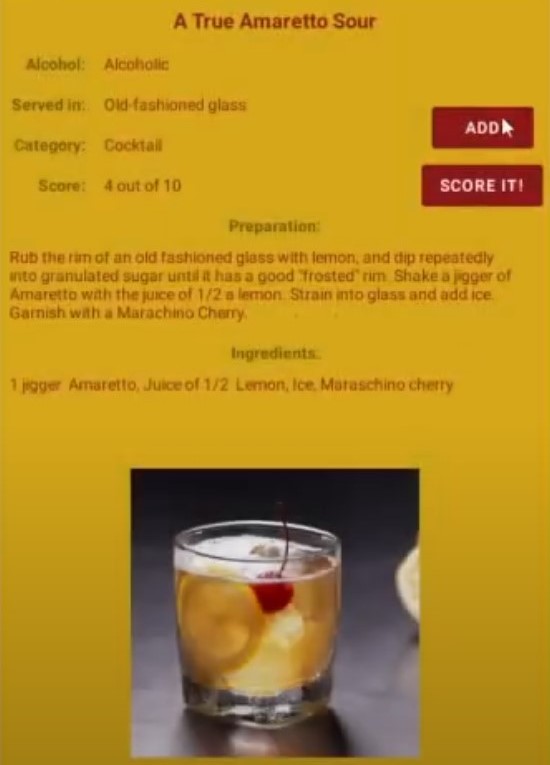 A True Amaretto Sour
Alcohol: Alcoholic
Served in: Old-fashioned glass
ADD
Category: Cocktail
Score: 4 out of 10
SCORE IT!
Preparation:
Rub the rim of an old fashioned glass with lemon, and dip repeatedly
into granulated sugar until it has a good "frosted" rim. Shake a jigger of
Amaretto with the juice of 1/2 a lemon. Strain into glass and add ice.
Garnish with a Marachino Cherry.
Ingredients:
1 jigger Amaretto, Juice of 1/2 Lemon, Ice, Maraschino cherry